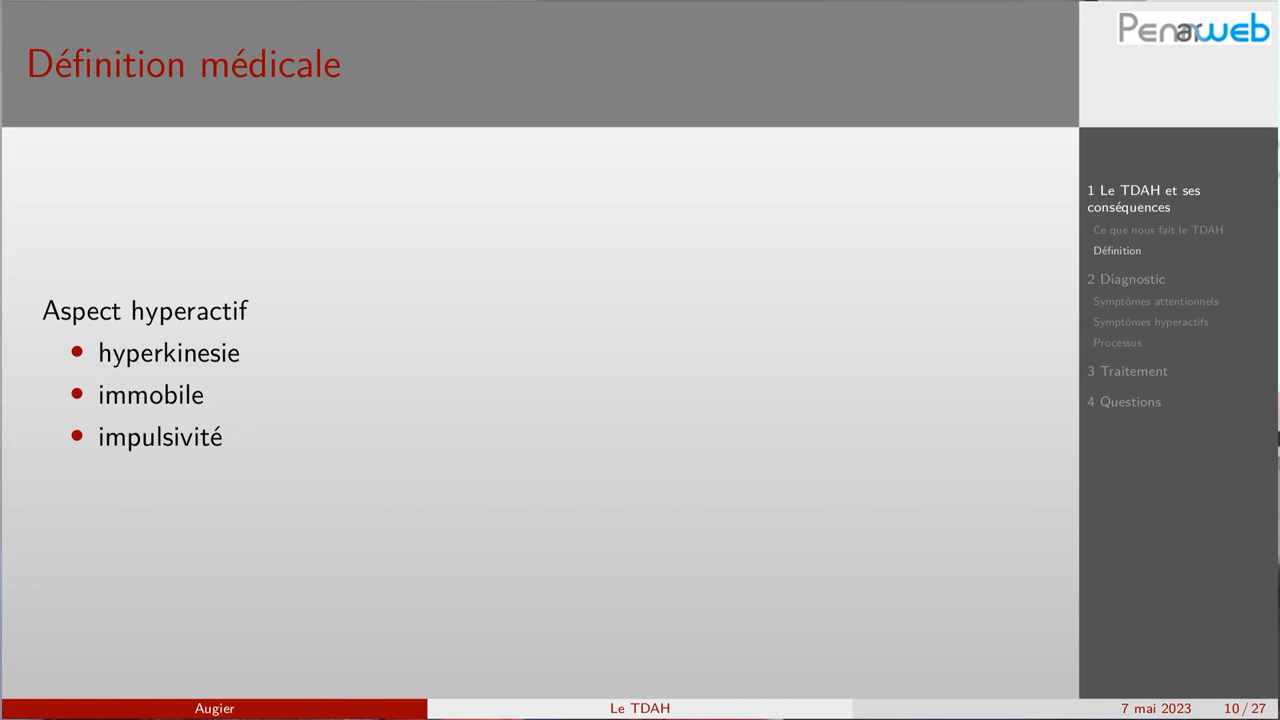 Définition médicale
Penarweb
1 Le TDAH et ses
conséquences
Ce que nous fait le TDAH
Définition
2 Diagnostic
Symptômes attentionnels
Symptômes hyperactifs
Processus
3 Traitement
4 Questions
Aspect hyperactif
hyperkinesie
immobile
impulsivité
Augier
Le TDAH
7 mai 2023
10 / 27